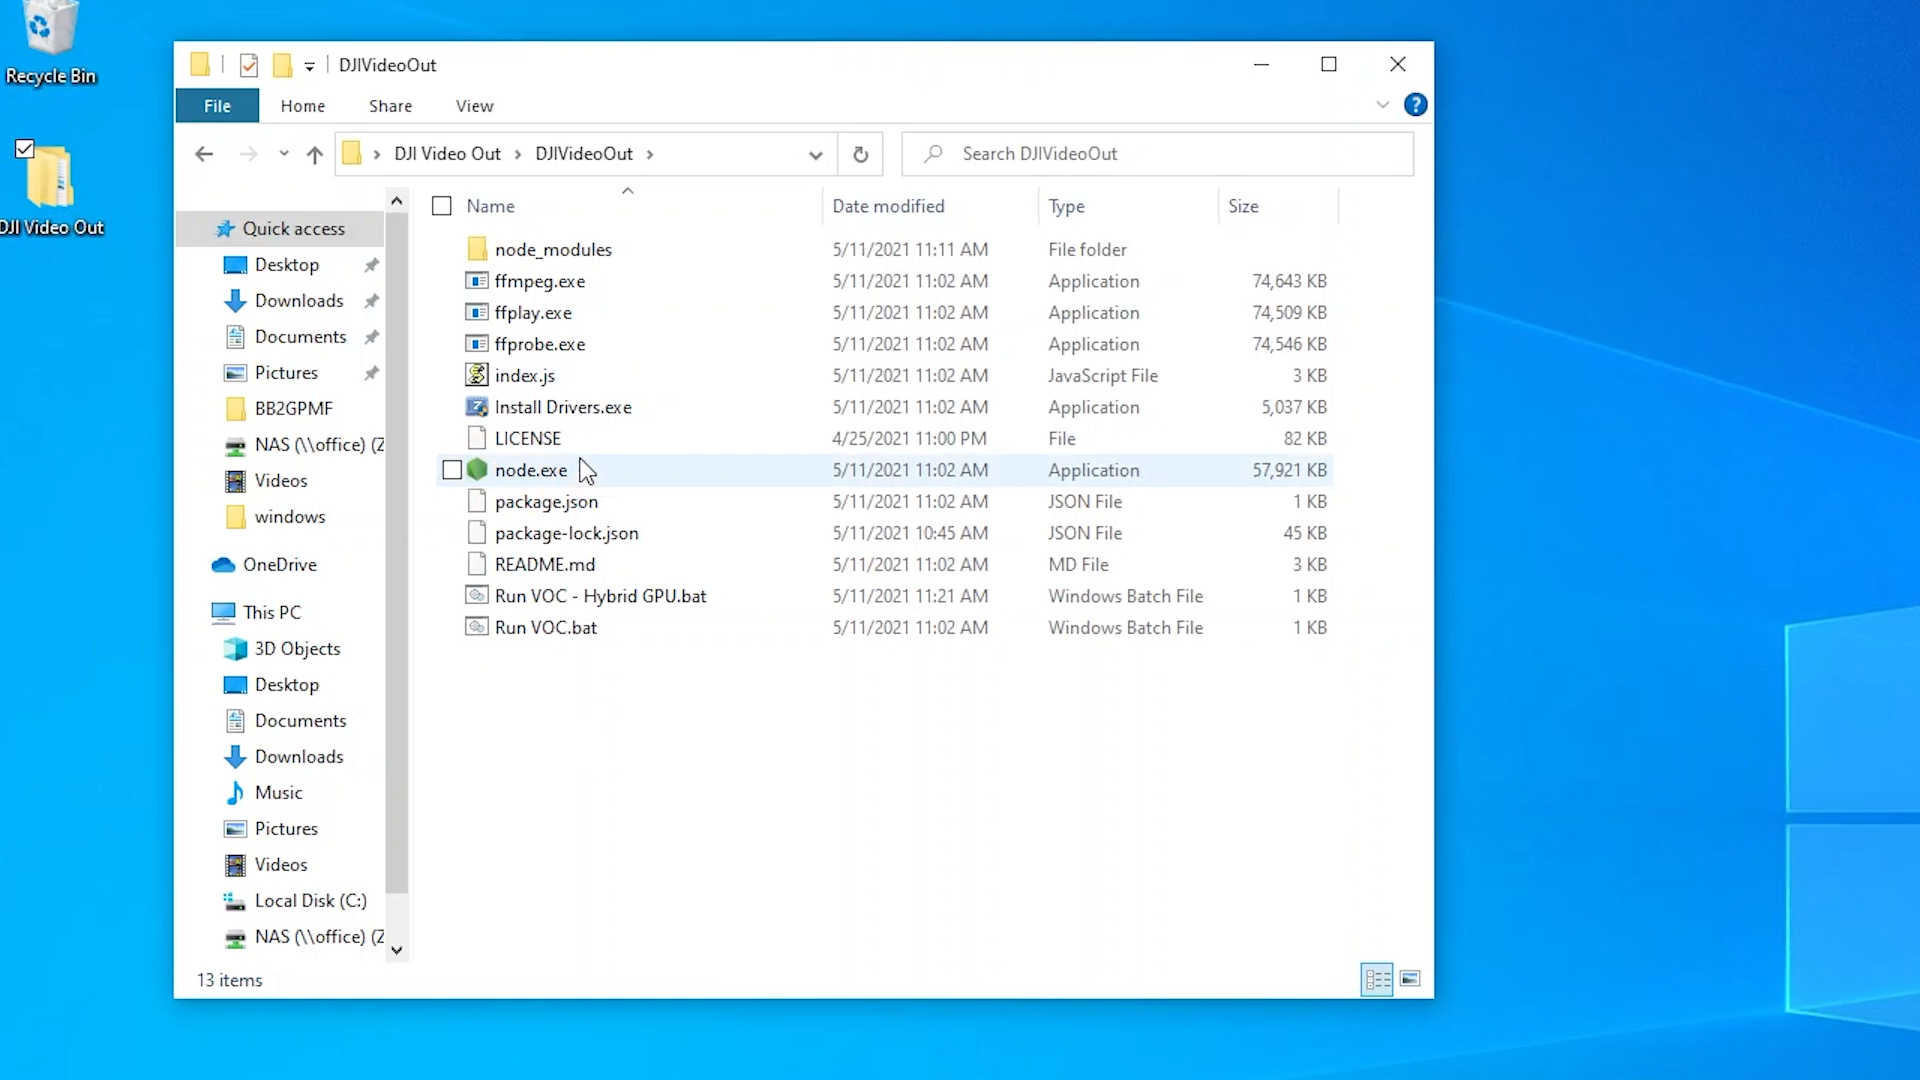 Recycle Bin
DJI Video Out
DJIVideoOut
File Home Share View
?
DJI Video Out > DJIVideoOut >
Search DJIVideoOut
Quick access
Desktop
Downloads
Documents
Pictures
BB2GPMF
NAS (\\office) (Z
Videos
windows
OneDrive
This PC
3D Objects
Desktop
Documents
Downloads
Music
Pictures
Videos
Local Disk (C:)
NAS (\\office) (Z
Name Date modified Type Size
node_modules 5/11/2021 11:11 AM File folder
ffmpeg.exe 5/11/2021 11:02 AM Application 74,643 KB
ffplay.exe 5/11/2021 11:02 AM Application 74,509 KB
ffprobe.exe 5/11/2021 11:02 AM Application 74,546 KB
index.js 5/11/2021 11:02 AM JavaScript File 3 KB
Install Drivers.exe 5/11/2021 11:02 AM Application 5,037 KB
LICENSE 4/25/2021 11:00 PM File 82 KB
node.exe 5/11/2021 11:02 AM Application 57,921 KB
package.json 5/11/2021 11:02 AM JSON File 1 KB
package-lock.json 5/11/2021 10:45 AM JSON File 45 KB
README.md 5/11/2021 11:02 AM MD File 3 KB
Run VOC - Hybrid GPU.bat 5/11/2021 11:21 AM Windows Batch File 1 KB
Run VOC.bat 5/11/2021 11:02 AM Windows Batch File 1 KB
13 items